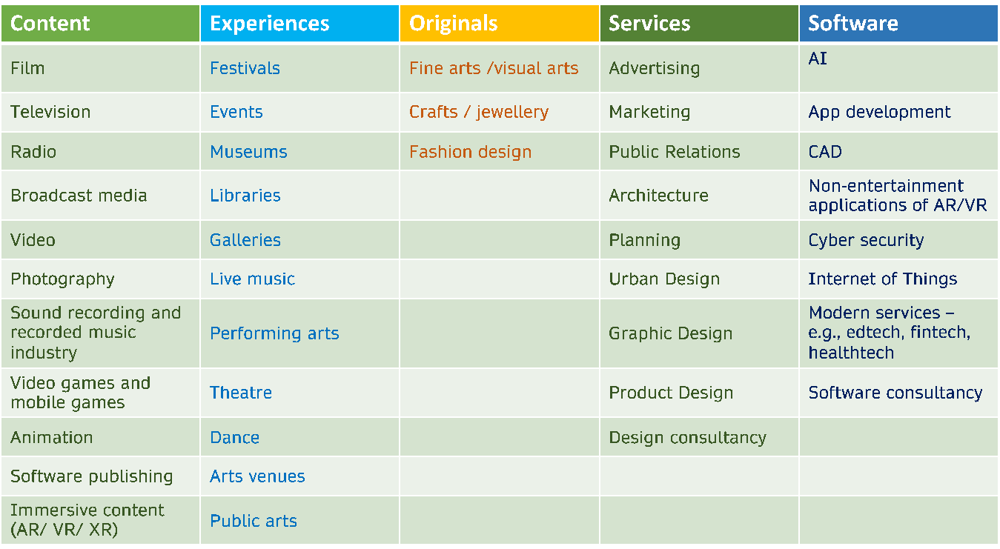 Content Experiences Originals Services Software
Film Festivals Fine arts /visual arts Advertising AI
Television Events Crafts / jewellery Marketing App development
Radio Museums Fashion design Public Relations CAD
Broadcast media Libraries Architecture Non-entertainment
applications of AR/VR
Video Galleries Planning Cyber security
Photography Live music Urban Design Internet of Things
Sound recording and
recorded music
industry
Performing arts Graphic Design
Modern services –
e.g., edtech, fintech,
healthtech
Video games and
mobile games
Theatre Product Design Software consultancy
Animation Dance Design consultancy
Software publishing Arts venues
Immersive content
(AR/ VR/ XR)
Public arts